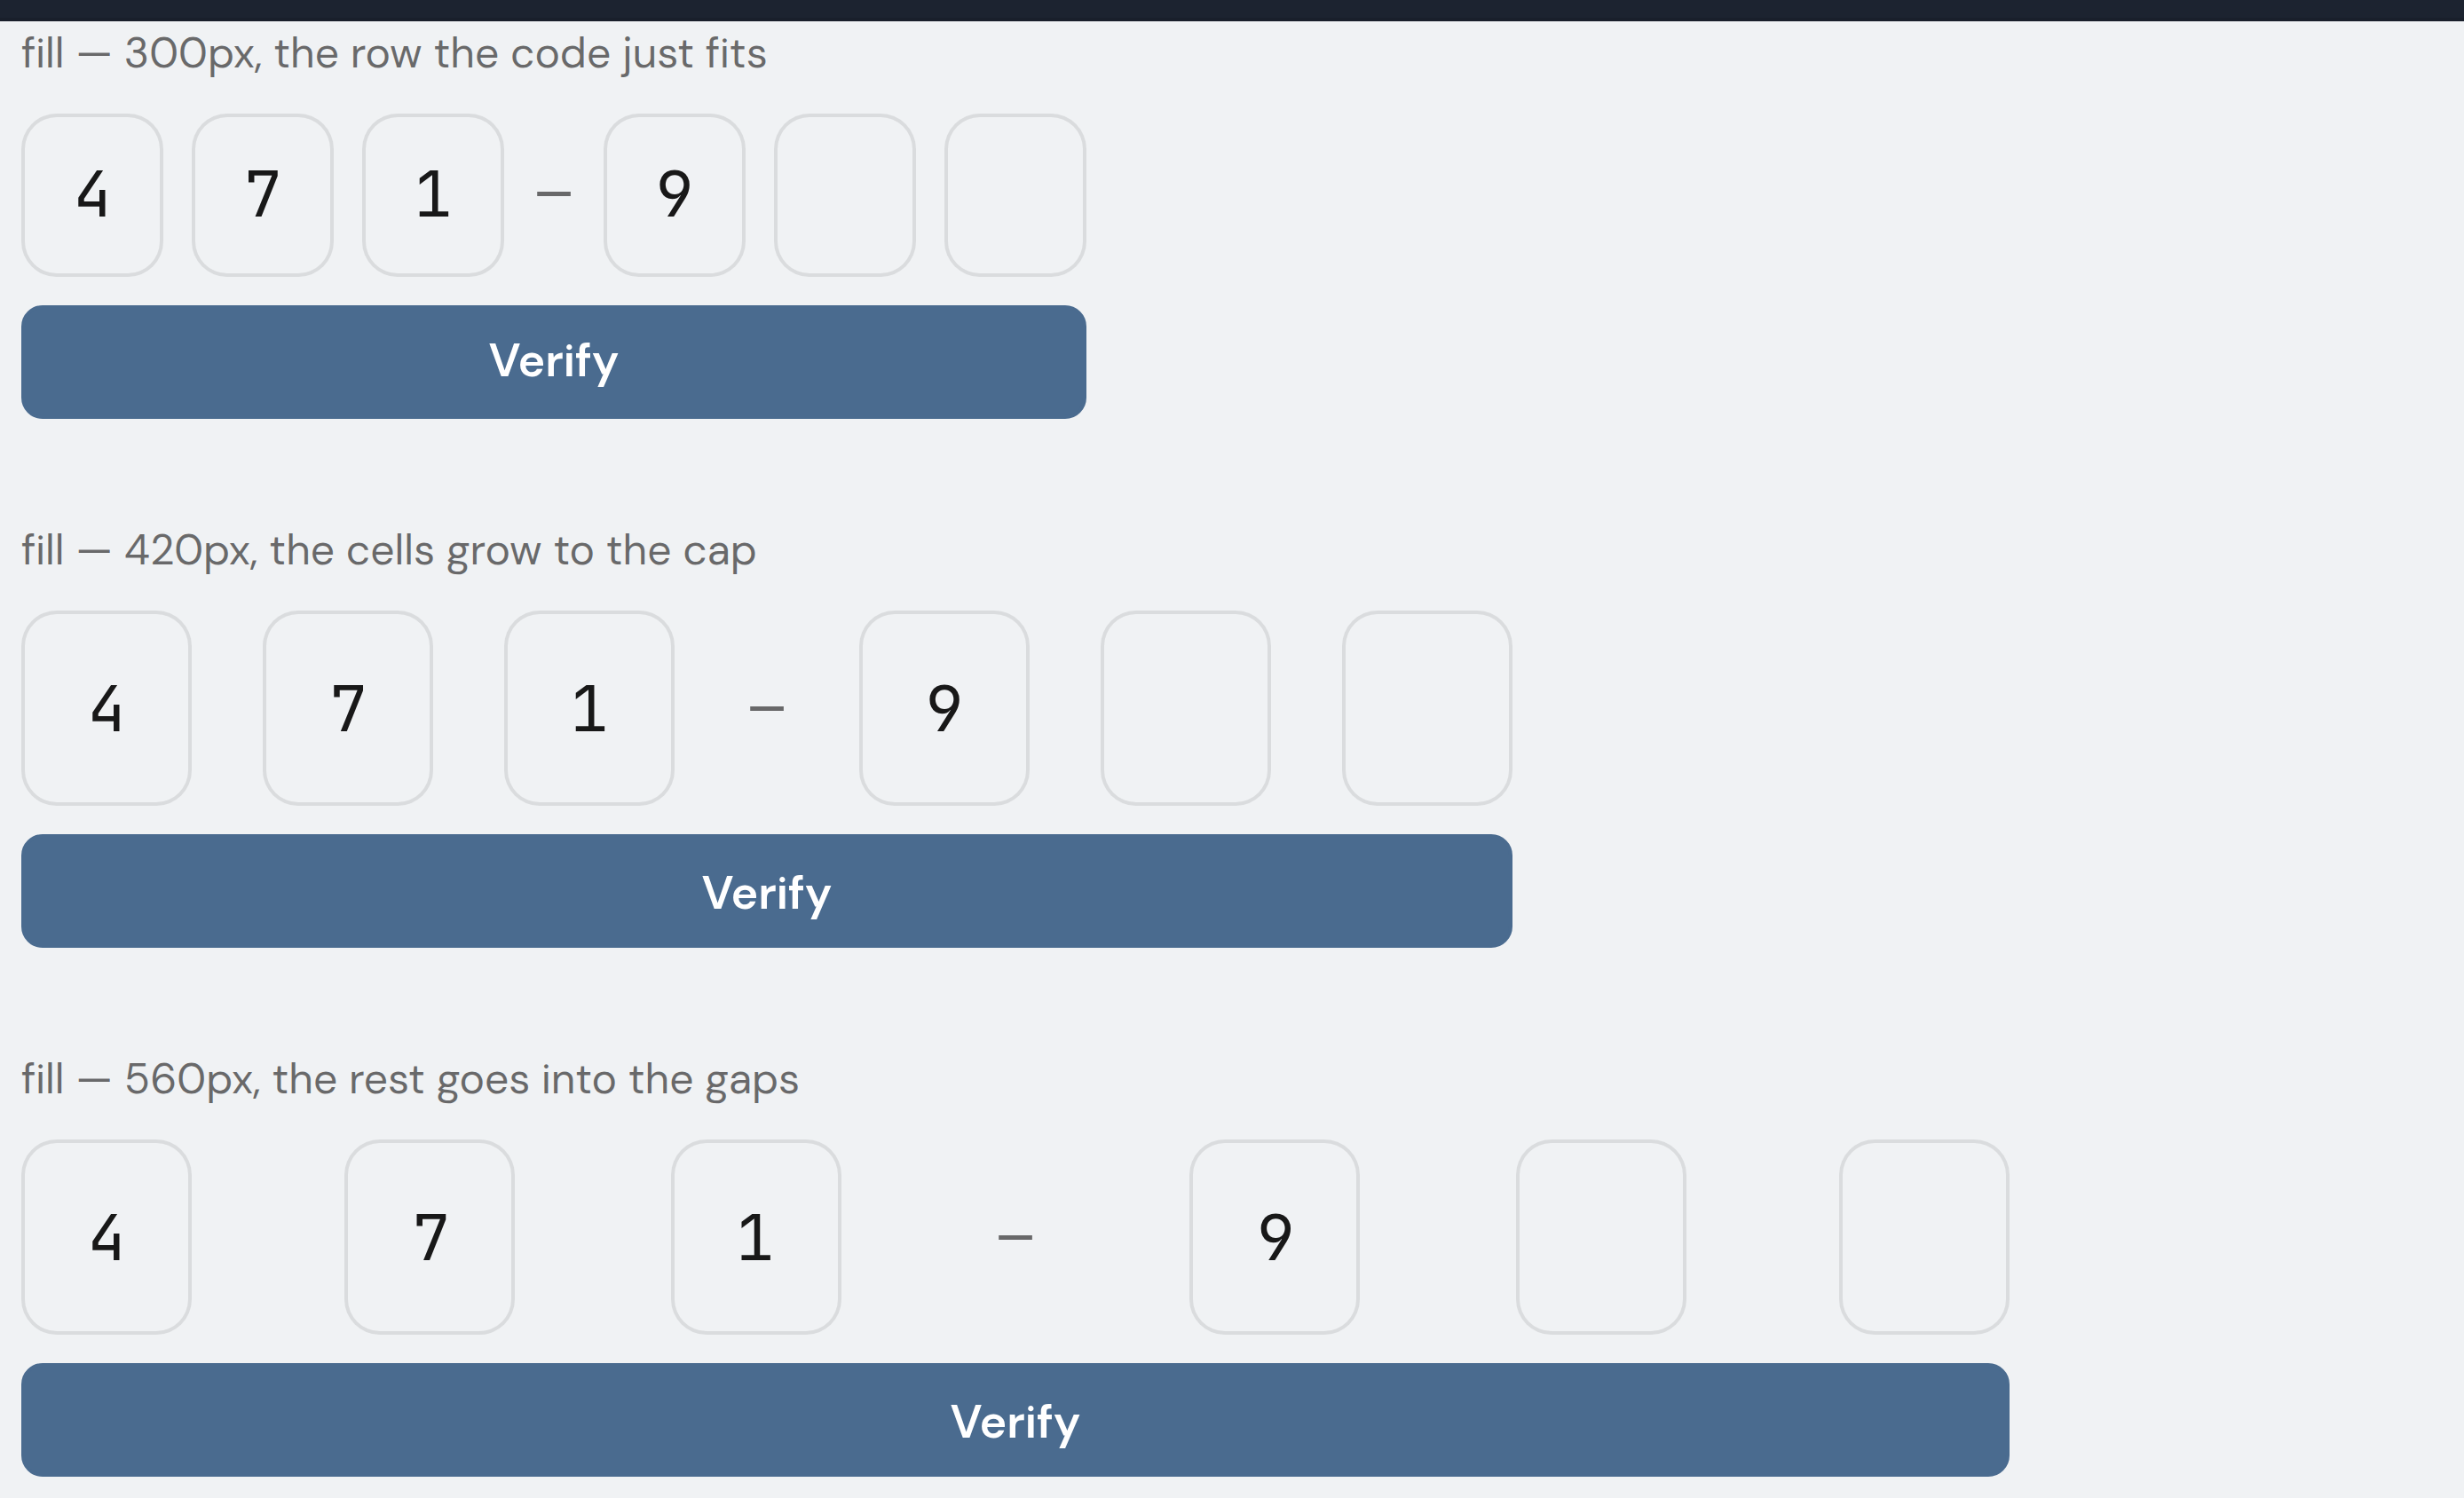 fill — 300px, the row the code just fits
4 7 1 – 9
Verify
fill — 420px, the cells grow to the cap
4 7 1 – 9
Verify
fill — 560px, the rest goes into the gaps
4 7 1 – 9
Verify